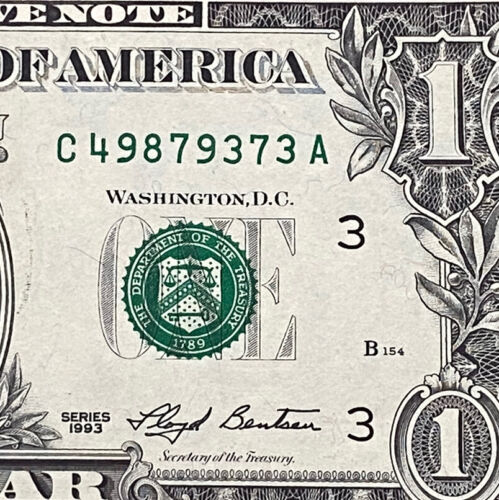 VE NOTE
OF AMERICA
1
C 49879373 A
WASHINGTON, D.C.
ONE
3
THE DEPARTMENT OF THE TREASURY
1789
B 154
SERIES
1993
Lloyd Bentsen
3
1
Secretary of the Treasury.
AR